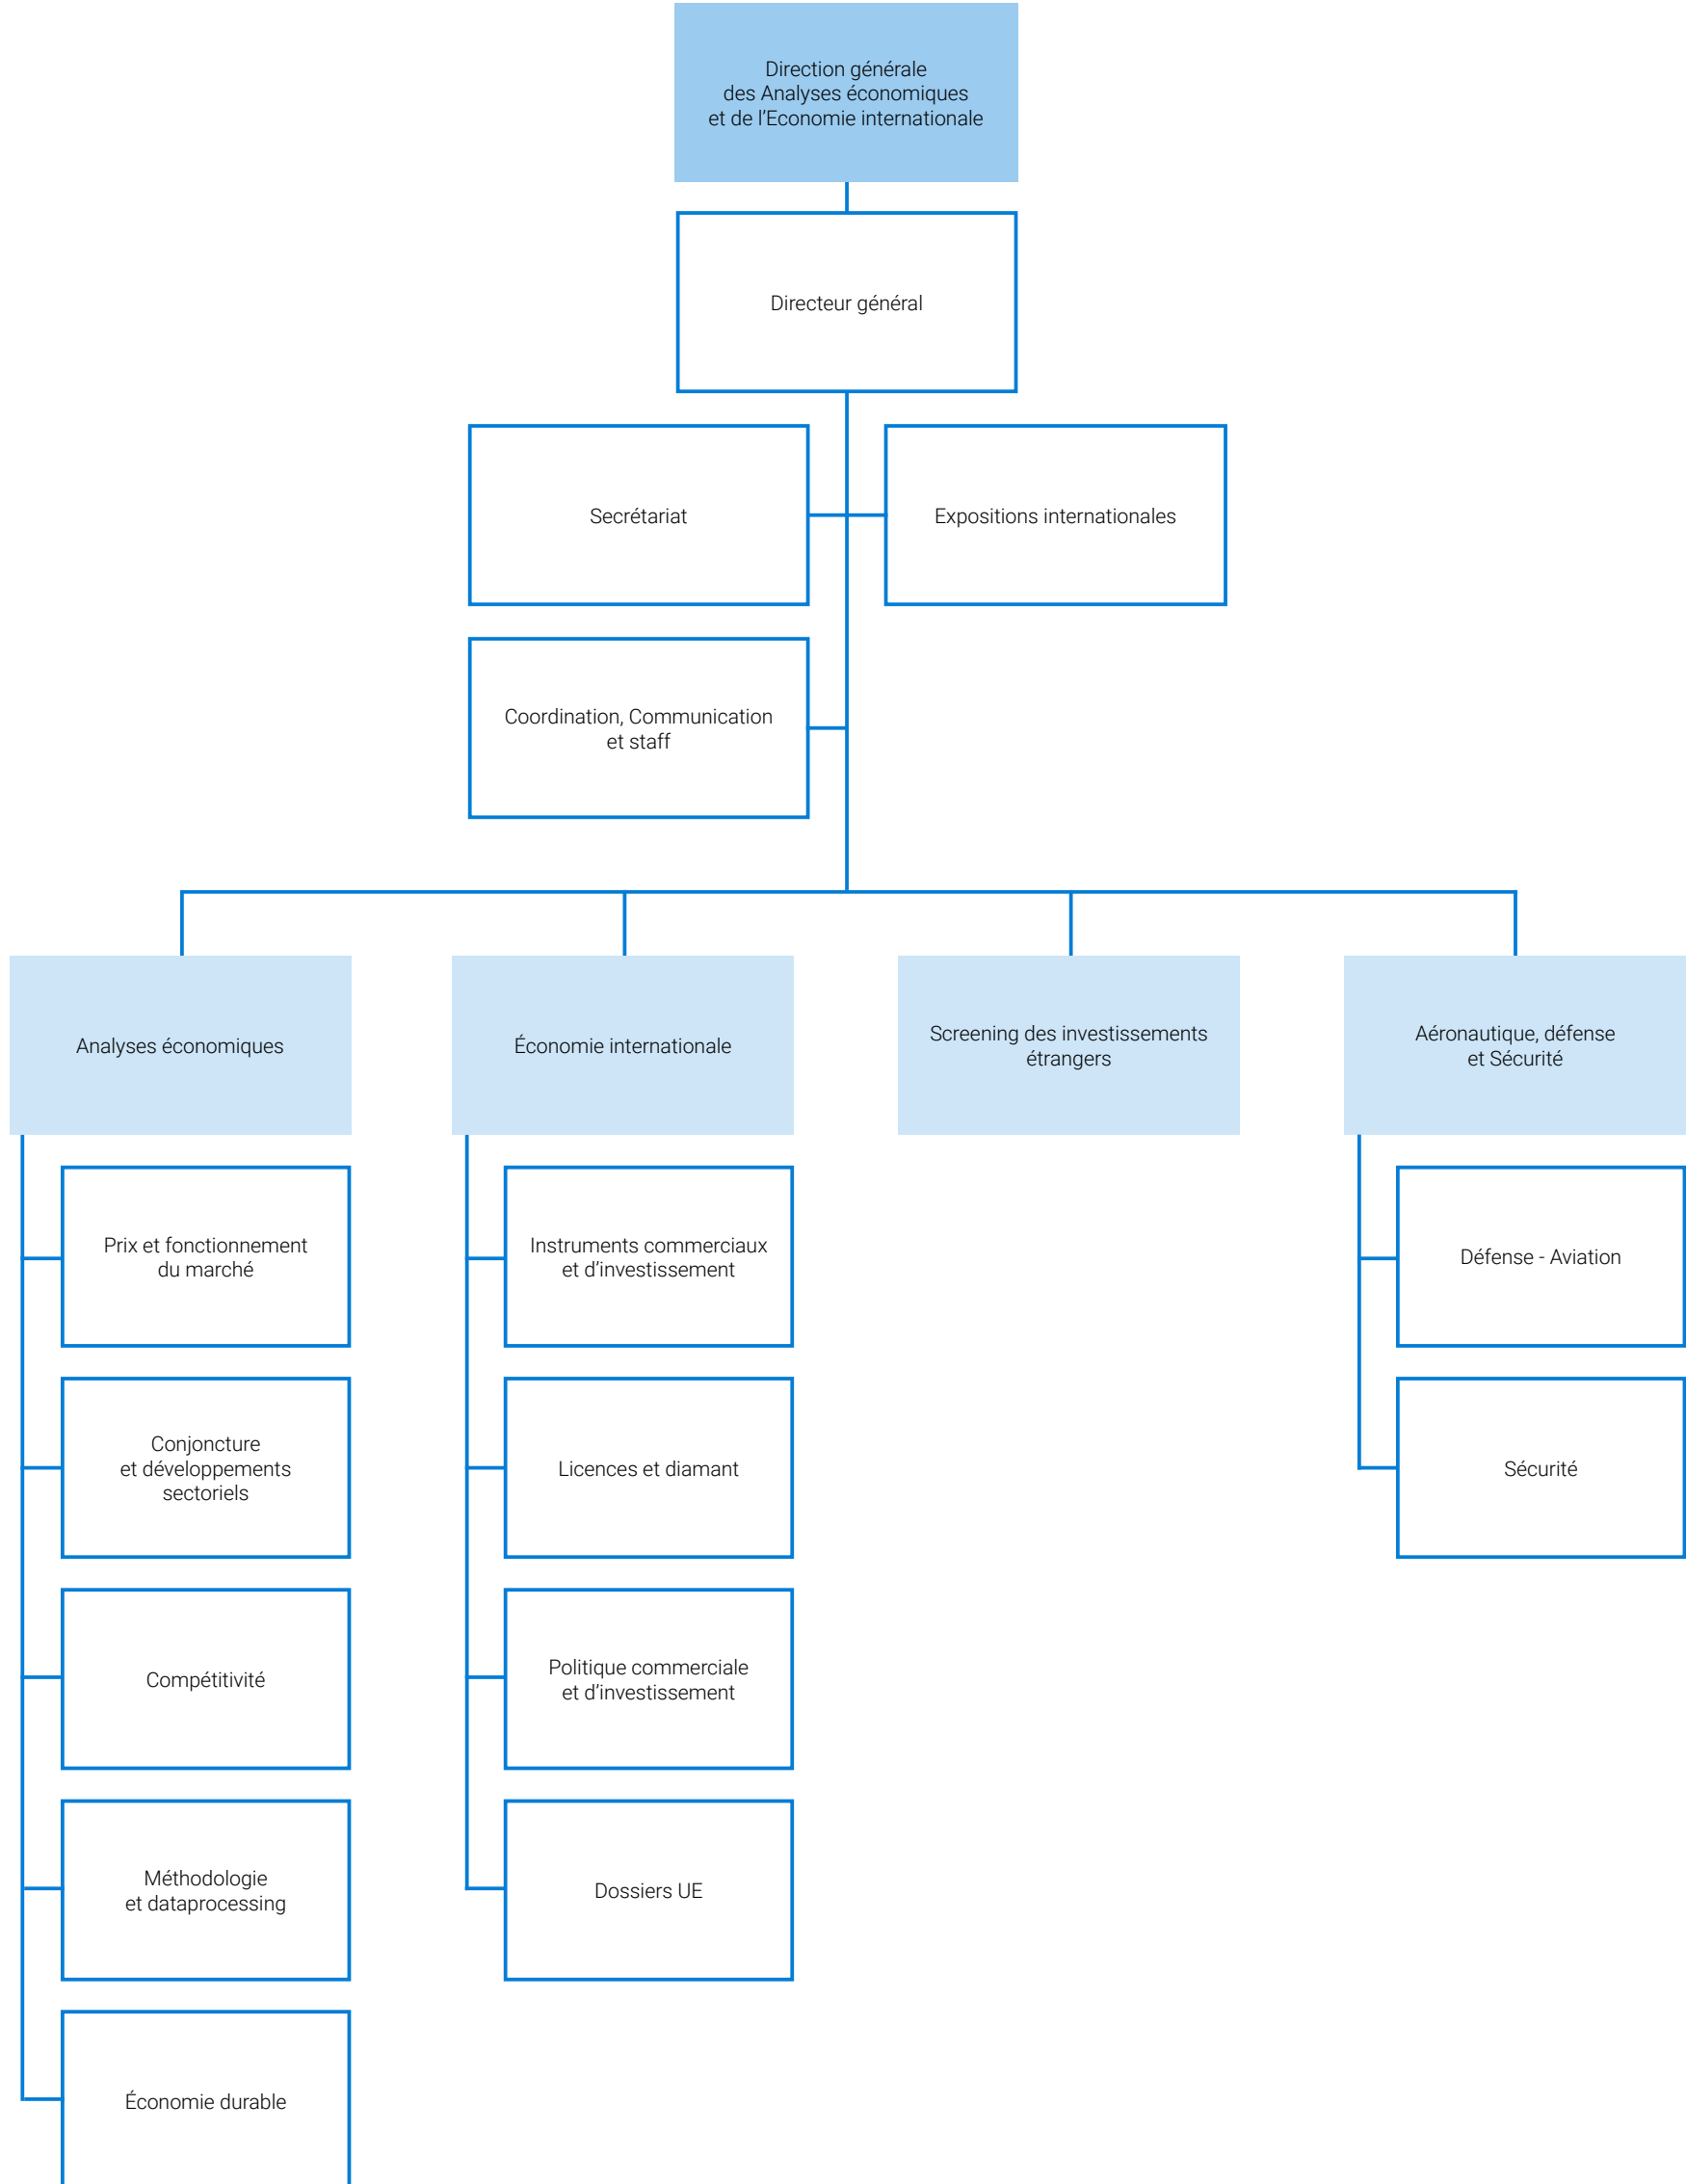 Direction générale
des Analyses économiques
et de l'Economie internationale
Directeur général
Secrétariat
Expositions internationales
Coordination, Communication
et staff
Analyses économiques
Économie internationale
Screening des investissements
étrangers
Aéronautique, défense
et Sécurité
Prix et fonctionnement
du marché
Conjoncture
et développements
sectoriels
Compétitivité
Méthodologie
et dataprocessing
Économie durable
Instruments commerciaux
et d'investissement
Licences et diamant
Politique commerciale
et d'investissement
Dossiers UE
Défense - Aviation
Sécurité